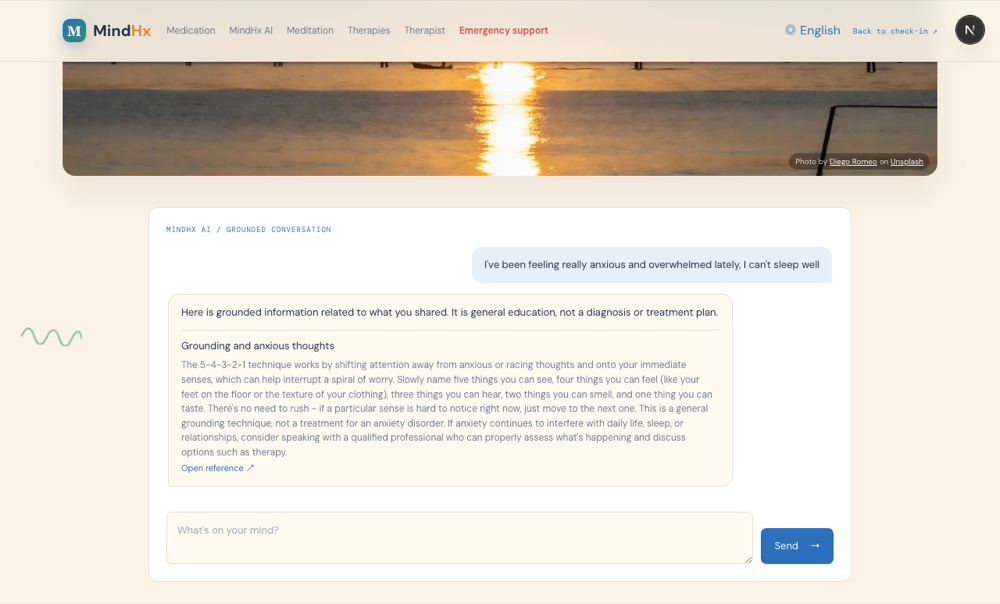 M MindHx Medication MindHx AI Meditation Therapies Therapist Emergency support English Back to check-in ↗ N
Photo by Diego Romeo on Unsplash
MINDHX AI / GROUNDED CONVERSATION
I've been feeling really anxious and overwhelmed lately, I can't sleep well
Here is grounded information related to what you shared. It is general education, not a diagnosis or treatment plan.
Grounding and anxious thoughts
The 5-4-3-2-1 technique works by shifting attention away from anxious or racing thoughts and onto your immediate
senses, which can help interrupt a spiral of worry. Slowly name five things you can see, four things you can feel (like your
feet on the floor or the texture of your clothing), three things you can hear, two things you can smell, and one thing you can
taste. There's no need to rush - if a particular sense is hard to notice right now, just move to the next one. This is a general
grounding technique, not a treatment for an anxiety disorder. If anxiety continues to interfere with daily life, sleep, or
relationships, consider speaking with a qualified professional who can properly assess what's happening and discuss
options such as therapy.
Open reference ↗
What's on your mind?
Send →